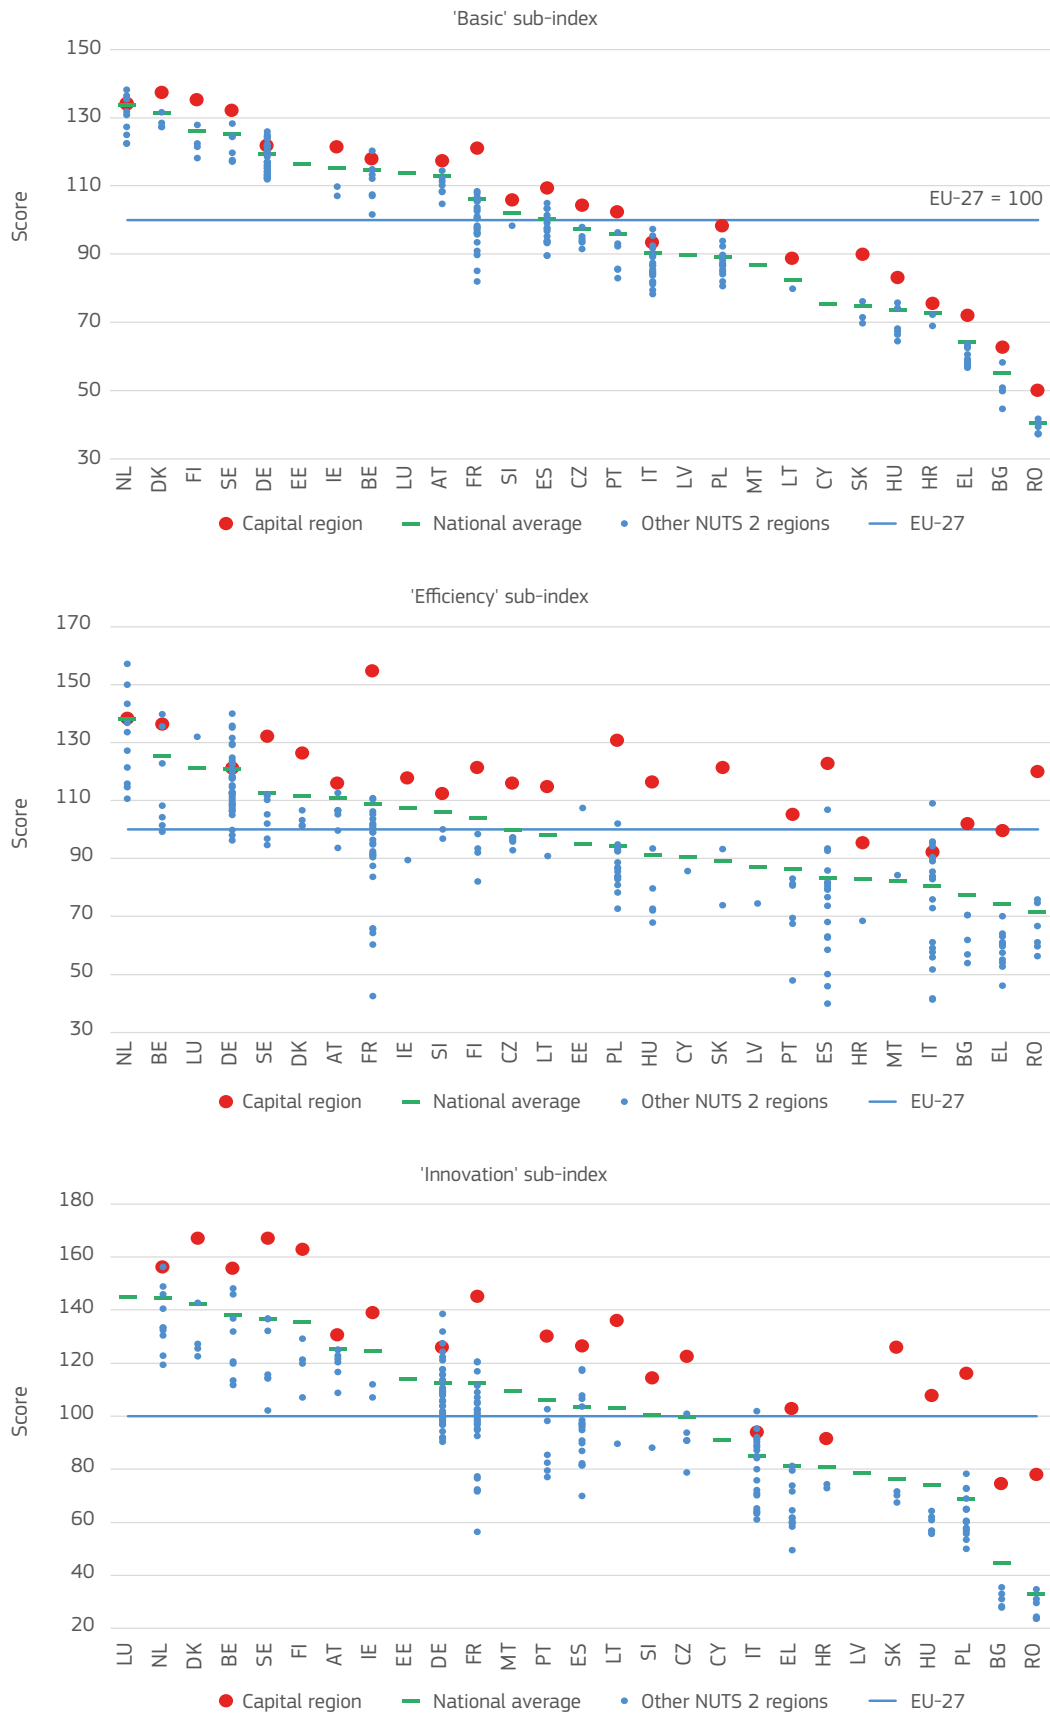 'Basic' sub-index
150
130
110
90
70
50
30
Score
EU-27 = 100
NL DK FI SE DE EE IE BE LU AT FR SI ES CZ PT IT LV PL MT LT CY SK HU HR EL BG RO
Capital region National average Other NUTS 2 regions EU-27
'Efficiency' sub-index
170
150
130
110
90
70
50
30
Score
NL BE LU DE SE DK AT FR IE SI FI CZ LT EE PL HU CY SK LV PT ES HR MT IT BG EL RO
Capital region National average Other NUTS 2 regions EU-27
'Innovation' sub-index
180
160
140
120
100
80
60
40
20
Score
LU NL DK BE SE FI AT IE EE DE FR MT PT ES LT SI CZ CY IT EL HR LV SK HU PL BG RO
Capital region National average Other NUTS 2 regions EU-27